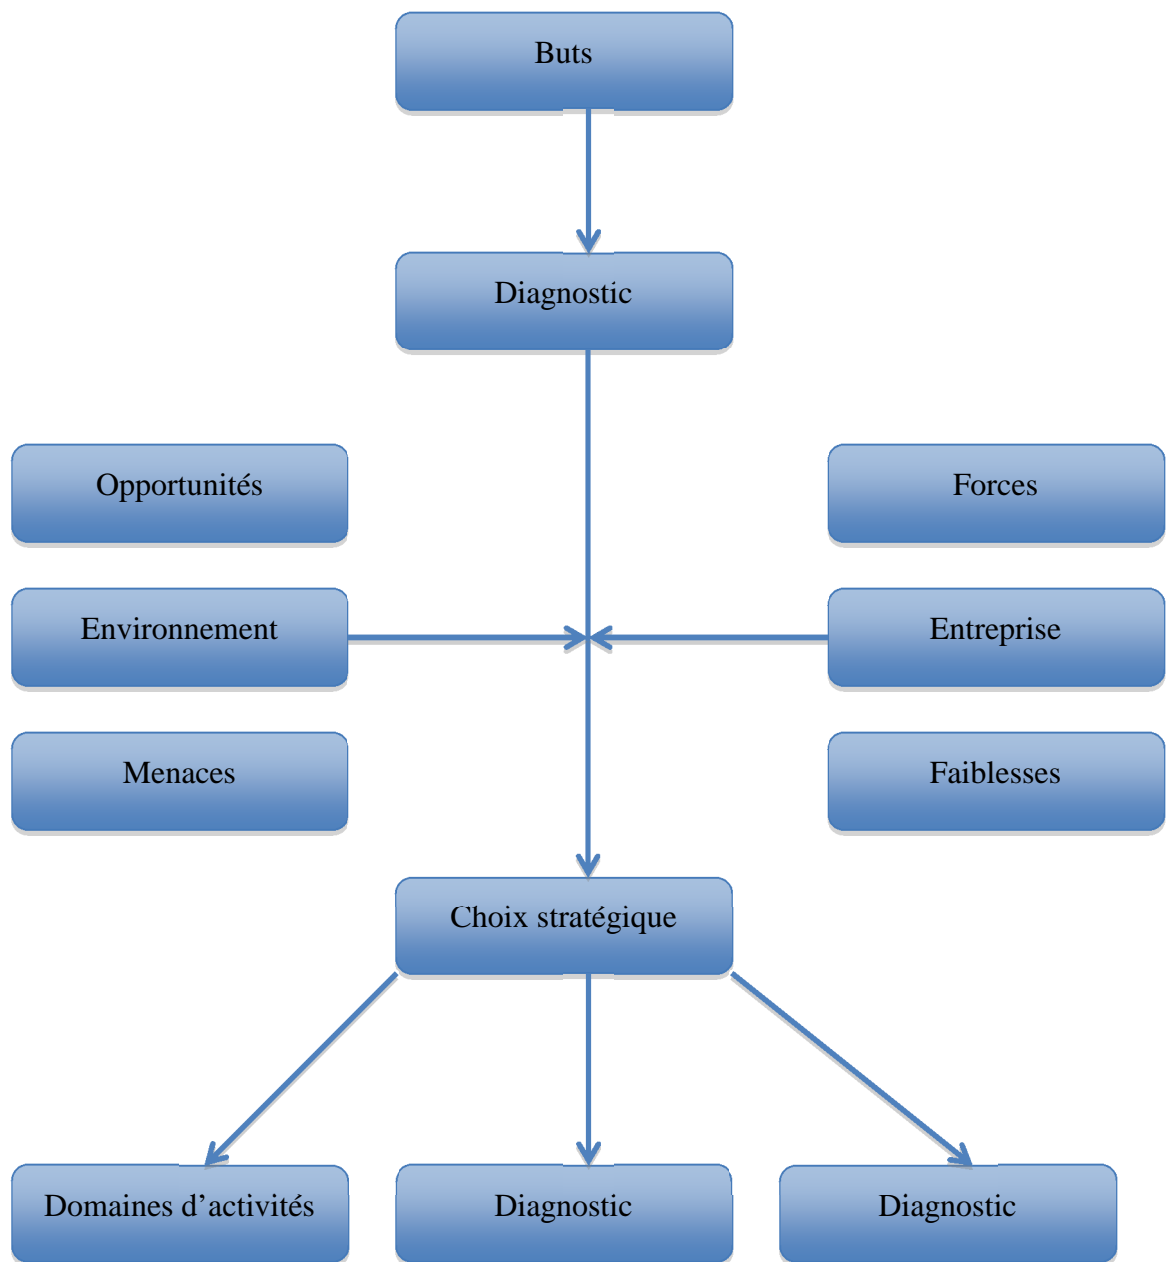 Buts
Diagnostic
Opportunités
Forces
Environnement
Entreprise
Menaces
Faiblesses
Choix stratégique
Domaines d’activités
Diagnostic
Diagnostic